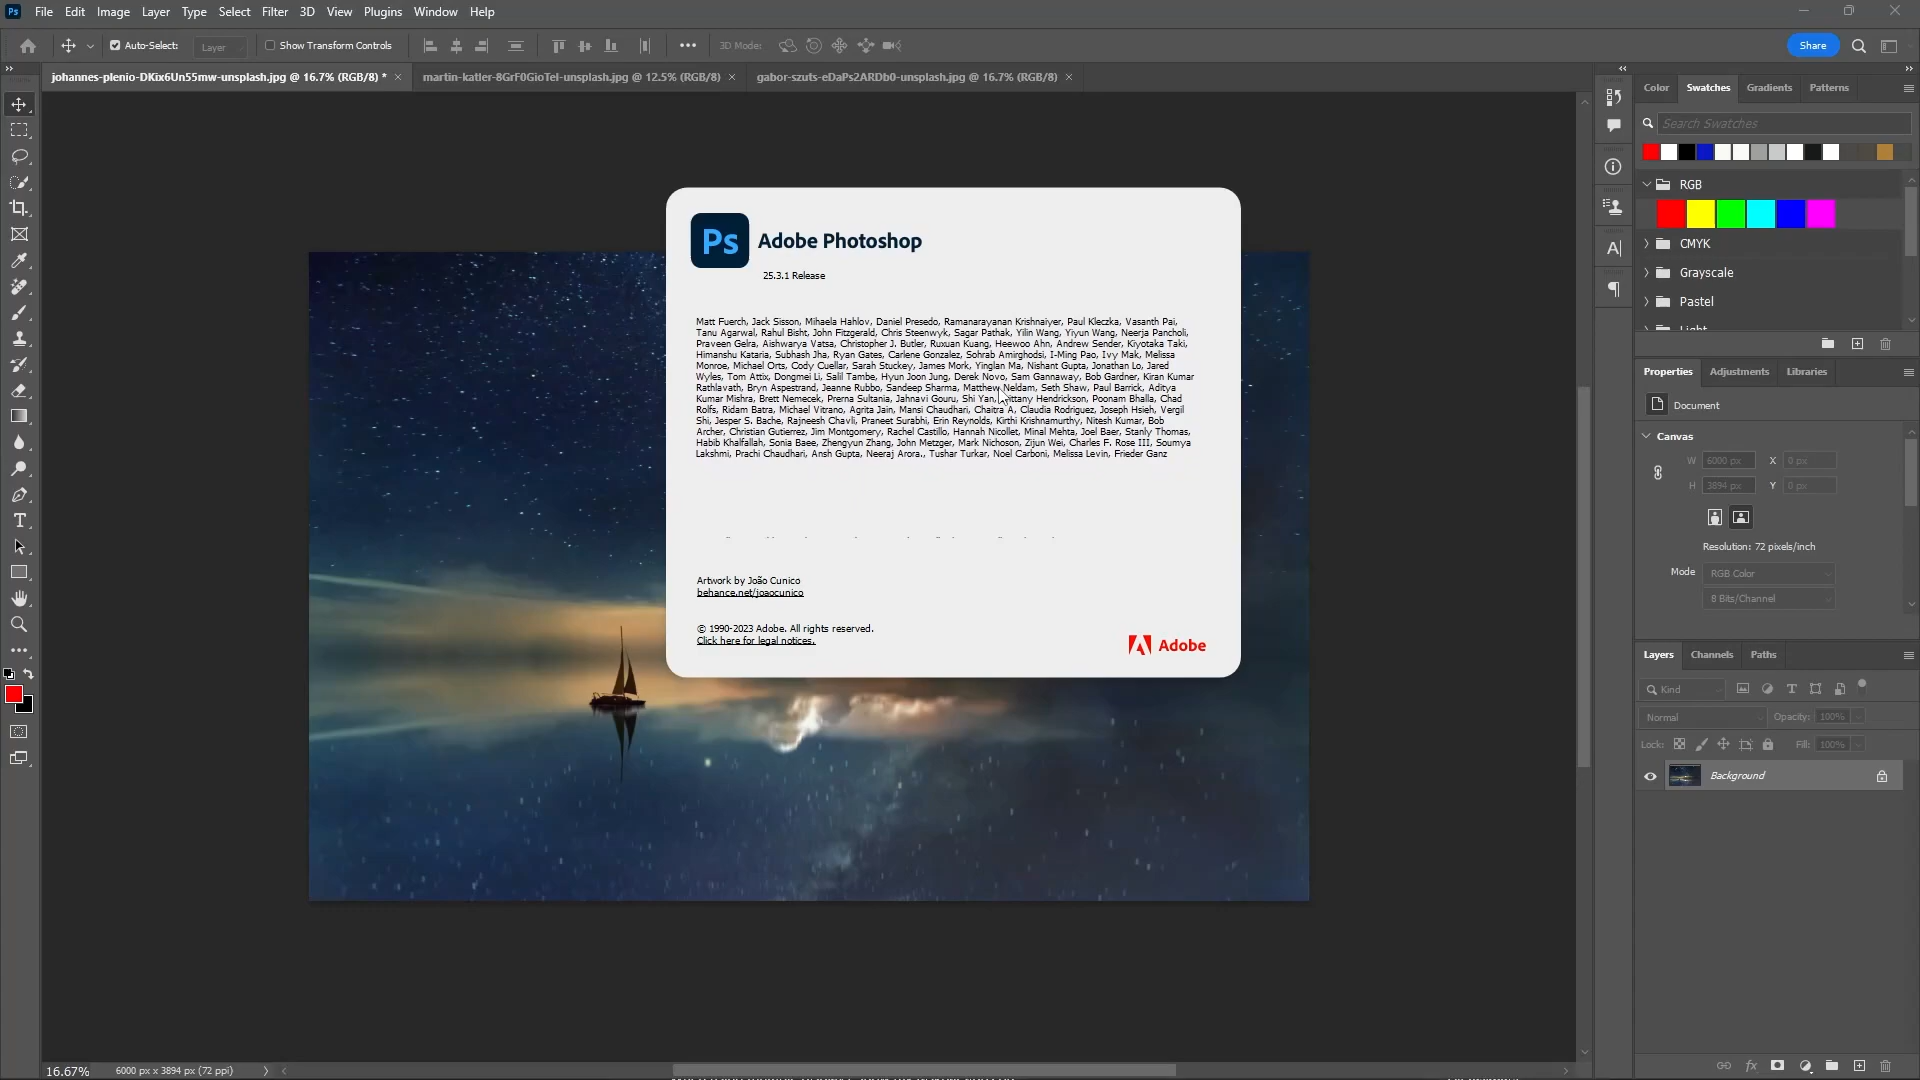 Ps File Edit Image Layer Type Select Filter 3D View Plugins Window Help
Auto-Select: Layer Show Transform Controls 3D Mode: Share
johannes-plenio-DKix6Un55mw-unsplash.jpg @ 16.7% (RGB/8) * martin-katler-8GrF0GioTeI-unsplash.jpg @ 12.5% (RGB/8) gabor-szuts-eDaPs2ARDb0-unsplash.jpg @ 16.7% (RGB/8)
Color Swatches Gradients Patterns
Search Swatches
RGB
CMYK
Grayscale
Pastel
Light
Properties Adjustments Libraries
Document
Canvas
W 6000 px X 0 px
H 3894 px Y 0 px
Resolution: 72 pixels/inch
Mode RGB Color
8 Bits/Channel
Layers Channels Paths
Kind
Normal Opacity: 100%
Lock: Fill: 100%
Background
Ps Adobe Photoshop
25.3.1 Release
Matt Fuerch, Jack Sisson, Mihaela Hahlov, Daniel Presedo, Ramanarayanan Krishnaiyer, Paul Kleczka, Vasanth Pai,
Tanu Agarwal, Rahul Bisht, John Fitzgerald, Chris Steenwyk, Sagar Pathak, Yilin Wang, Yiyun Wang, Neerja Pancholi,
Praveen Gelra, Aishwarya Vatsa, Christopher J. Butler, Ruxuan Kuang, Heewoo Ahn, Andrew Sender, Kiyotaka Taki,
Himanshu Kataria, Subhash Jha, Ryan Gates, Carlene Gonzalez, Sohrab Amirghodsi, I-Ming Pao, Ivy Mak, Melissa
Monroe, Michael Orts, Cody Cuellar, Sarah Stuckey, James Mork, Yinglan Ma, Nishant Gupta, Jonathan Lo, Jared
Wyles, Tom Attix, Dongmei Li, Salil Tambe, Hyun Joon Jung, Derek Novo, Sam Gannaway, Bob Gardner, Kiran Kumar
Rathlavath, Bryn Aspestrand, Jeanne Rubbo, Sandeep Sharma, Matthew Neldam, Seth Shaw, Paul Barrick, Aditya
Kumar Mishra, Brett Nemecek, Prerna Sultania, Jahnavi Gouru, Shi Yan, Hendrickson, Poonam Bhalla, Chad
Rolfs, Ridam Batra, Michael Vitrano, Agrita Jain, Mansi Chaudhari, Chaitra A, Claudia Rodriguez, Joseph Hsieh, Vergil
Shi, Jesper S. Bache, Rajneesh Chavli, Praneet Surabhi, Erin Reynolds, Kirthi Krishnamurthy, Nitesh Kumar, Bob
Archer, Christian Gutierrez, Jim Montgomery, Rachel Castillo, Hannah Nicollet, Minal Mehta, Joel Baer, Stanly Thomas,
Habib Khalfallah, Sonia Baee, Zhengyun Zhang, John Metzger, Mark Nichoson, Zijun Wei, Charles F. Rose III, Soumya
Lakshmi, Prachi Chaudhari, Ansh Gupta, Neeraj Arora., Tushar Turkar, Noel Carboni, Melissa Levin, Frieder Ganz
Artwork by João Cunico
behance.net/joaocunico
© 1990-2023 Adobe. All rights reserved.
Click here for legal notices.
Adobe
16.67% 6000 px x 3894 px (72 ppi)